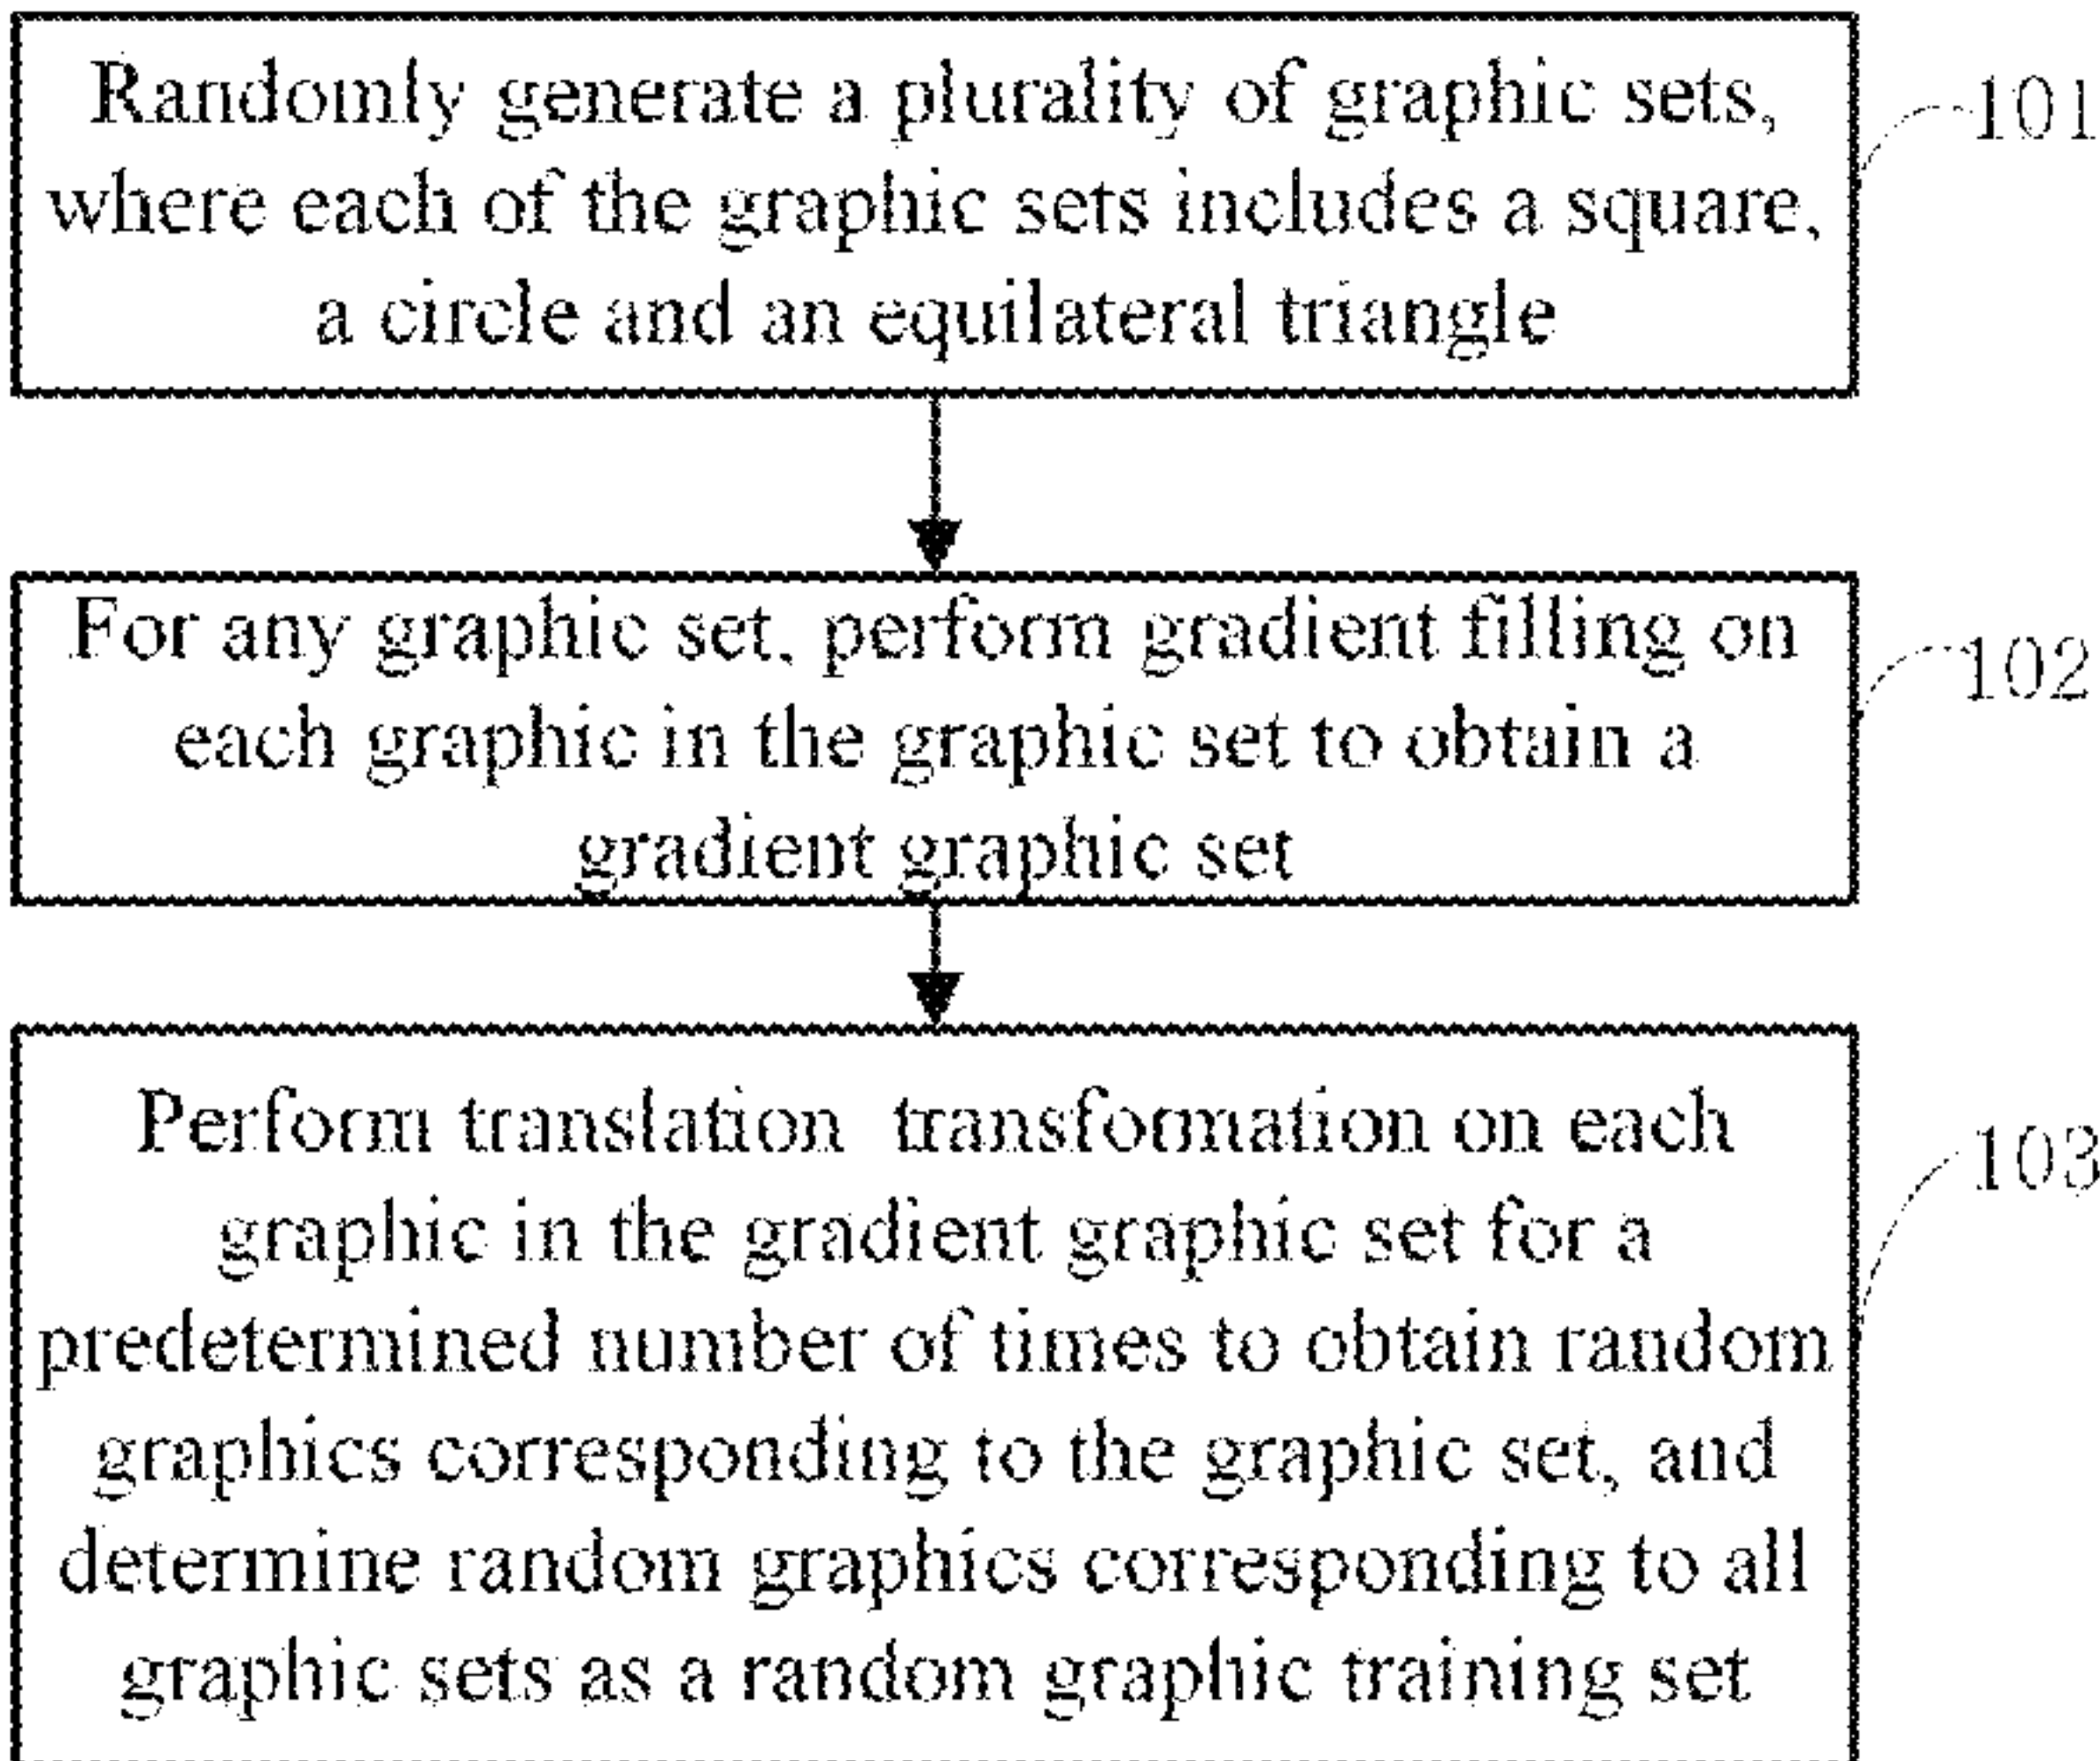 Randomly generate a plurality of graphic sets,
where each of the graphic sets includes a square,
a circle and an equilateral triangle
101
For any graphic set, perform gradient filling on
each graphic in the graphic set to obtain a
gradient graphic set
102
Perform translation transformation on each
graphic in the gradient graphic set for a
predetermined number of times to obtain random
graphics corresponding to the graphic set, and
determine random graphics corresponding to all
graphic sets as a random graphic training set
103